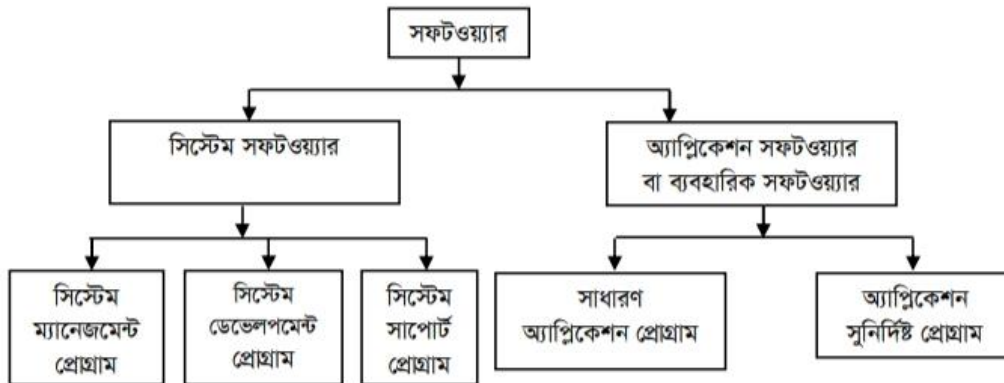 সফটওয়্যার
সিস্টেম সফটওয়্যার
অ্যাপ্লিকেশন সফটওয়্যার
বা ব্যবহারিক সফটওয়্যার
সিস্টেম
ম্যানেজমেন্ট
প্রোগ্রাম
সিস্টেম
ডেভেলপমেন্ট
প্রোগ্রাম
সিস্টেম
সাপোর্ট
প্রোগ্রাম
সাধারণ
অ্যাপ্লিকেশন প্রোগ্রাম
অ্যাপ্লিকেশন
সুনির্দিষ্ট প্রোগ্রাম